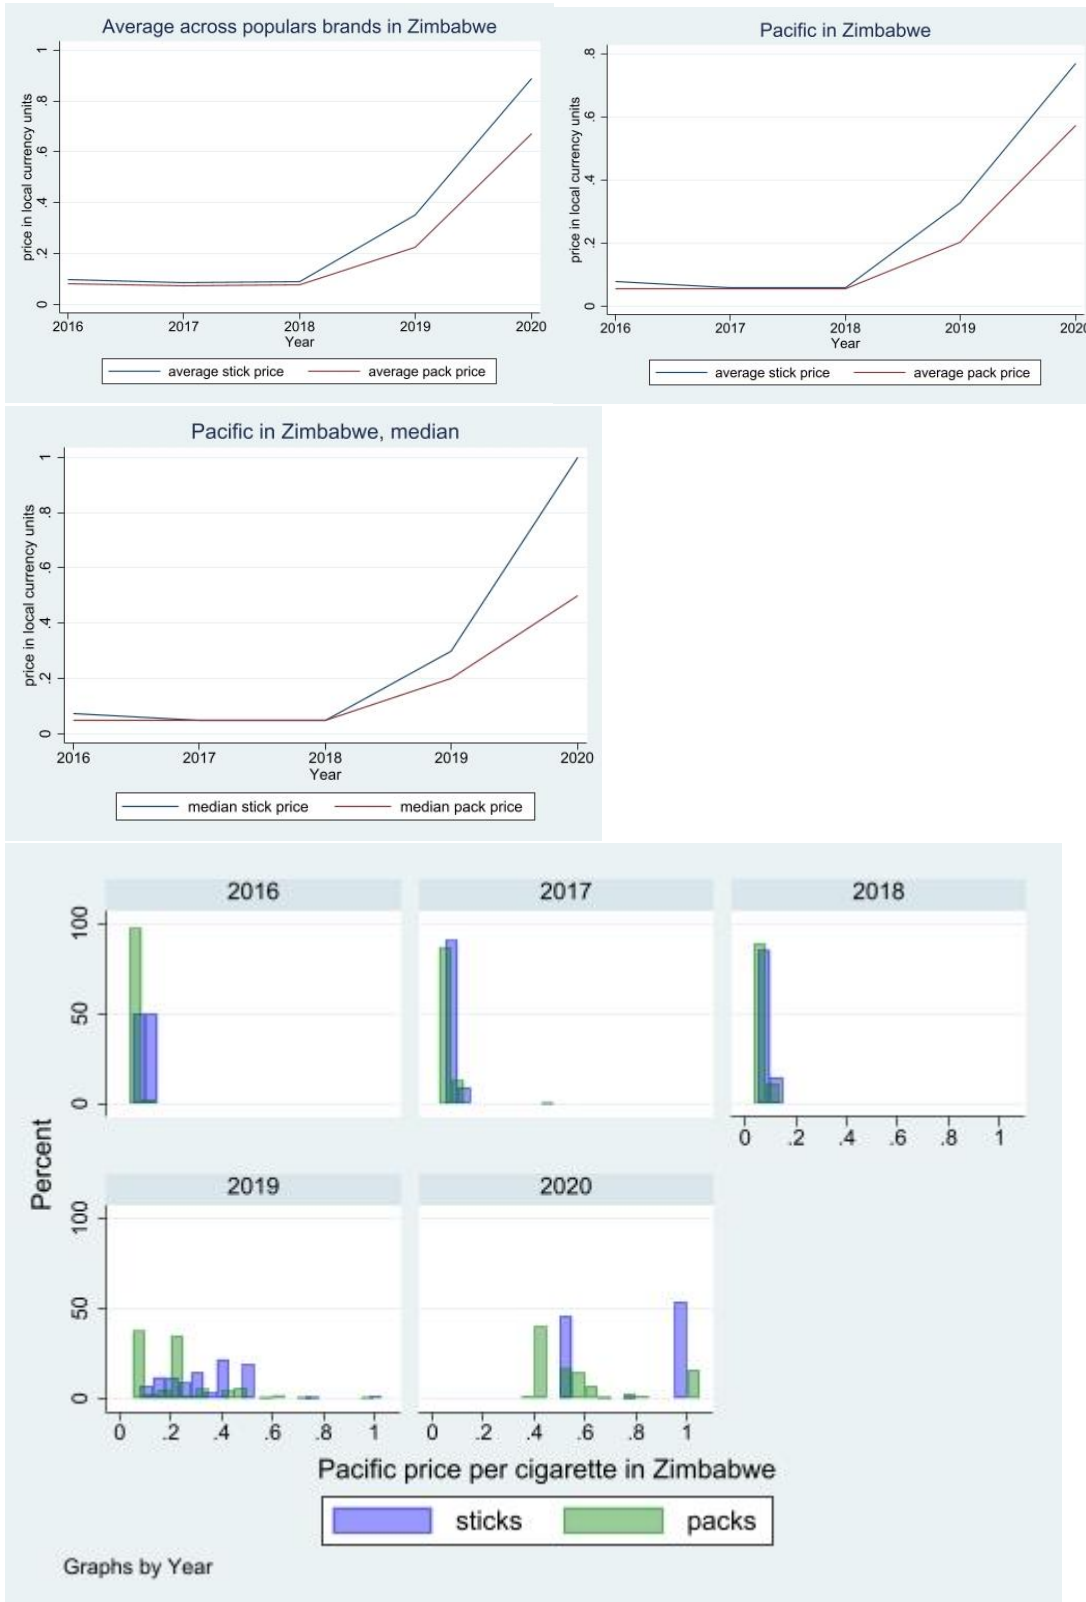 Average across populars brands in Zimbabwe
price in local currency units
1
.8
.6
.4
.2
0
2016 2017 2018 2019 2020
Year
average stick price average pack price
Pacific in Zimbabwe
price in local currency units
.8
.6
.4
.2
0
2016 2017 2018 2019 2020
Year
average stick price average pack price
Pacific in Zimbabwe, median
price in local currency units
1
.8
.6
.4
.2
0
2016 2017 2018 2019 2020
Year
median stick price median pack price
2016 2017 2018
100
50
0
0 .2 .4 .6 .8 1
Percent
2019 2020
100
50
0
0 .2 .4 .6 .8 1 0 .2 .4 .6 .8 1
Pacific price per cigarette in Zimbabwe
sticks packs
Graphs by Year